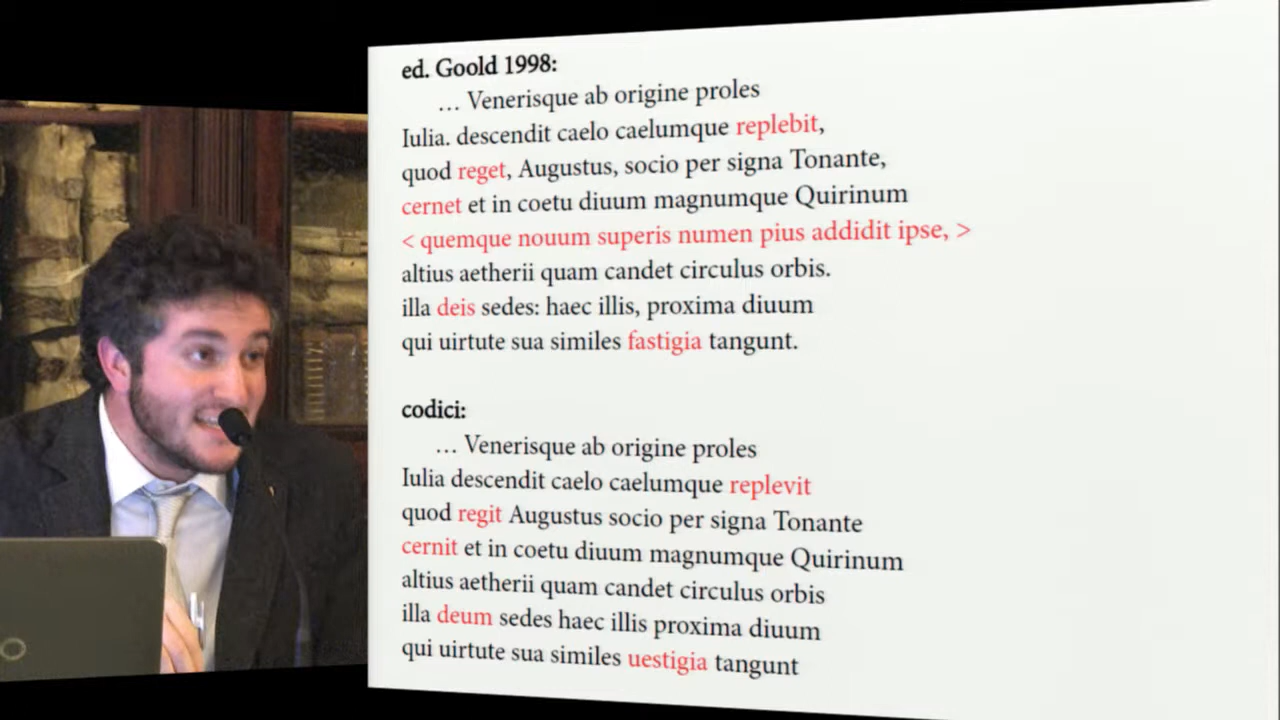 ed. Goold 1998:
… Venerisque ab origine proles
Iulia. descendit caelo caelumque replebit,
quod reget, Augustus, socio per signa Tonante,
cernet et in coetu diuum magnumque Quirinum
< quemque nouum superis numen pius addidit ipse, >
altius aetherii quam candet circulus orbis.
illa deis sedes: haec illis, proxima diuum
qui uirtute sua similes fastigia tangunt.
codici:
… Venerisque ab origine proles
Iulia descendit caelo caelumque replevit
quod regit Augustus socio per signa Tonante
cernit et in coetu diuum magnumque Quirinum
altius aetherii quam candet circulus orbis
illa deum sedes haec illis proxima diuum
qui uirtute sua similes uestigia tangunt